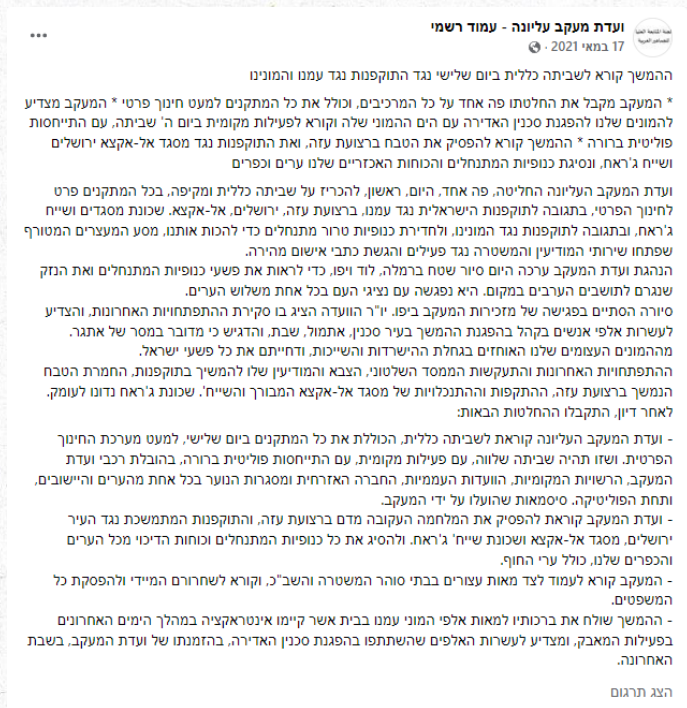 ועדת מעקב עליונה - עמוד רשמי
17 במאי 2021 ·
لجنة المتابعة العليا
للجماهير العربية
ההמשך קורא לשביתה כללית ביום שלישי נגד התוקפנות נגד עמנו והמונינו
* המעקב מקבל את החלטתו פה אחד על כל המרכיבים, וכולל את כל המתקנים למעט חינוך פרטי * המעקב מצדיע
להמונים שלנו להפגנת סכנין האדירה עם הים ההמוני שלה וקורא לפעילות מקומית ביום ה' שביתה, עם התייחסות
פוליטית ברורה * ההמשך קורא להפסיק את הטבח ברצועת עזה, ואת התוקפנות נגד מסגד אל-אקצא ירושלים
ושייח ג'ראח, ונסיגת כנופיות המתנחלים והכוחות האכזריים שלנו ערים וכפרים
ועדת המעקב העליונה החליטה, פה אחד, היום, ראשון, להכריז על שביתה כללית ומקיפה, בכל המתקנים פרט
לחינוך הפרטי, בתגובה לתוקפנות הישראלית נגד עמנו, ברצועת עזה, ירושלים, אל-אקצא. שכונת מסגדים ושייח
ג'ראח, ובתגובה לתוקפנות נגד המונינו, ולחדירת כנופיות טרור מתנחלים כדי להכות אותנו, מסע המעצרים המטורף
שפתחו שירותי המודיעין והמשטרה נגד פעילים והגשת כתבי אישום מהירה.
הנהגת ועדת המעקב ערכה היום סיור שטח ברמלה, לוד ויפו, כדי לראות את פשעי כנופיות המתנחלים ואת הנזק
שנגרם לתושבים הערבים במקום. היא נפגשה עם נציגי העם בכל אחת משלוש הערים.
סיורה הסתיים בפגישה של מזכירות המעקב ביפו. יו"ר הוועדה הציג בו סקירת ההתפתחויות האחרונות, והצדיע
לעשרות אלפי אנשים בקהל בהפגנת ההמשך בעיר סכנין, אתמול, שבת, והדגיש כי מדובר במסר של אתגר.
מההמונים העצומים שלנו האוחזים בגחלת ההישרדות והשייכות, ודחייתם את כל פשעי ישראל.
ההתפתחויות האחרונות והתעקשות הממסד השלטוני, הצבא והמודיעין שלו להמשיך בתוקפנות, החמרת הטבח
הנמשך ברצועת עזה, ההתקפות וההתנכלויות של מסגד אל-אקצא המבורך והשייח'. שכונת ג'ראח נדונו לעומק.
לאחר דיון, התקבלו ההחלטות הבאות:
- ועדת המעקב העליונה קוראת לשביתה כללית, הכוללת את כל המתקנים ביום שלישי, למעט מערכת החינוך
הפרטית. ושזו תהיה שביתה שלווה, עם פעילות מקומית, עם התייחסות פוליטית ברורה, בהובלת רכבי ועדת
המעקב, הרשויות המקומיות, הוועדות העממיות, החברה האזרחית ומסגרות הנוער בכל אחת מהערים והיישובים,
ותחת הפוליטיקה. סיסמאות שהועלו על ידי המעקב.
- ועדת המעקב קוראת להפסיק את המלחמה העקובה מדם ברצועת עזה, והתוקפנות המתמשכת נגד העיר
ירושלים, מסגד אל-אקצא ושכונת שייח' ג'ראח. ולהסיג את כל כנופיות המתנחלים וכוחות הדיכוי מכל הערים
והכפרים שלנו, כולל ערי החוף.
- המעקב קורא לעמוד לצד מאות עצורים בבתי סוהר המשטרה והשב"כ, וקורא לשחרורם המיידי ולהפסקת כל
המשפטים.
- ההמשך שולח את ברכותיו למאות אלפי המוני עמנו בבית אשר קיימו אינטראקציה במהלך הימים האחרונים
בפעילות המאבק, ומצדיע לעשרות האלפים שהשתתפו בהפגנת סכנין האדירה, בהזמנתו של ועדת המעקב, בשבת
האחרונה.
הצג תרגום